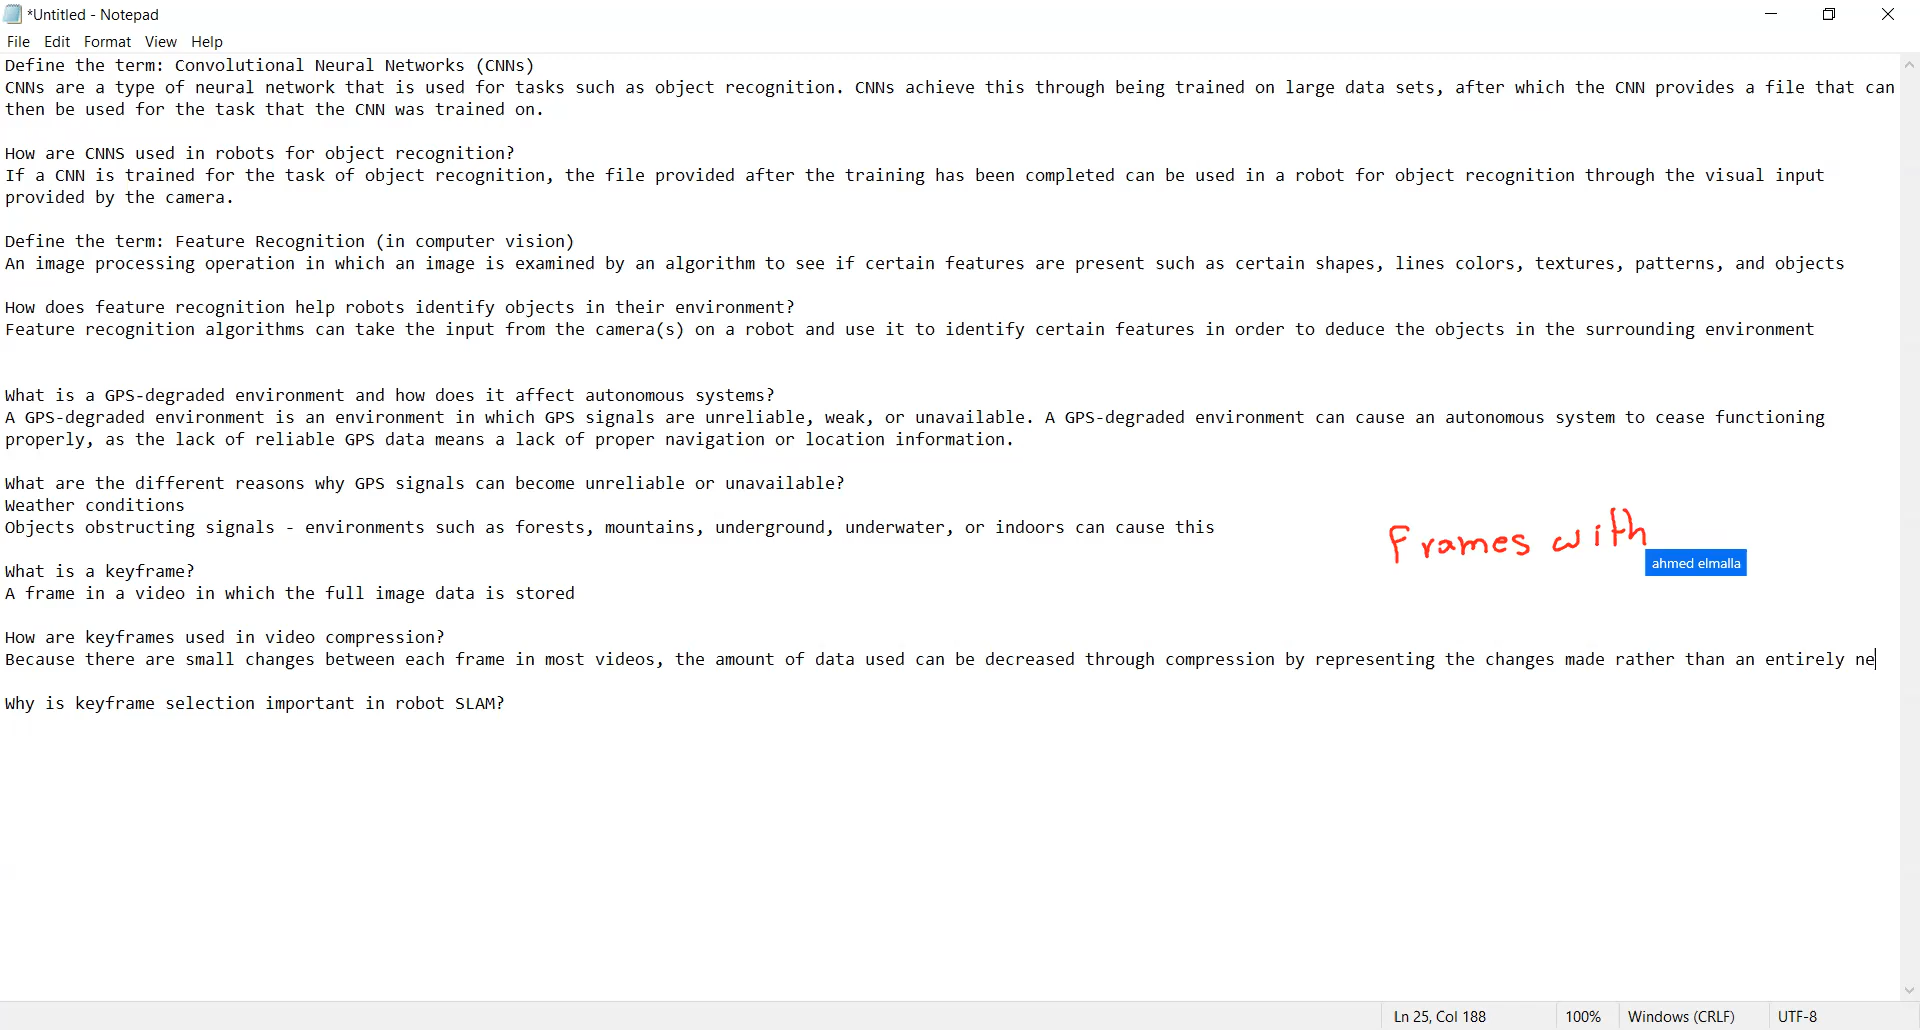 *Untitled - Notepad
File Edit Format View Help
Define the term: Convolutional Neural Networks (CNNs)
CNNs are a type of neural network that is used for tasks such as object recognition. CNNs achieve this through being trained on large data sets, after which the CNN provides a file that can
then be used for the task that the CNN was trained on.
How are CNNS used in robots for object recognition?
If a CNN is trained for the task of object recognition, the file provided after the training has been completed can be used in a robot for object recognition through the visual input
provided by the camera.
Define the term: Feature Recognition (in computer vision)
An image processing operation in which an image is examined by an algorithm to see if certain features are present such as certain shapes, lines colors, textures, patterns, and objects
How does feature recognition help robots identify objects in their environment?
Feature recognition algorithms can take the input from the camera(s) on a robot and use it to identify certain features in order to deduce the objects in the surrounding environment
What is a GPS-degraded environment and how does it affect autonomous systems?
A GPS-degraded environment is an environment in which GPS signals are unreliable, weak, or unavailable. A GPS-degraded environment can cause an autonomous system to cease functioning
properly, as the lack of reliable GPS data means a lack of proper navigation or location information.
What are the different reasons why GPS signals can become unreliable or unavailable?
Weather conditions
Objects obstructing signals - environments such as forests, mountains, underground, underwater, or indoors can cause this
Frames with
ahmed elmalla
What is a keyframe?
A frame in a video in which the full image data is stored
How are keyframes used in video compression?
Because there are small changes between each frame in most videos, the amount of data used can be decreased through compression by representing the changes made rather than an entirely ne
Why is keyframe selection important in robot SLAM?
Ln 25, Col 188 100% Windows (CRLF) UTF-8